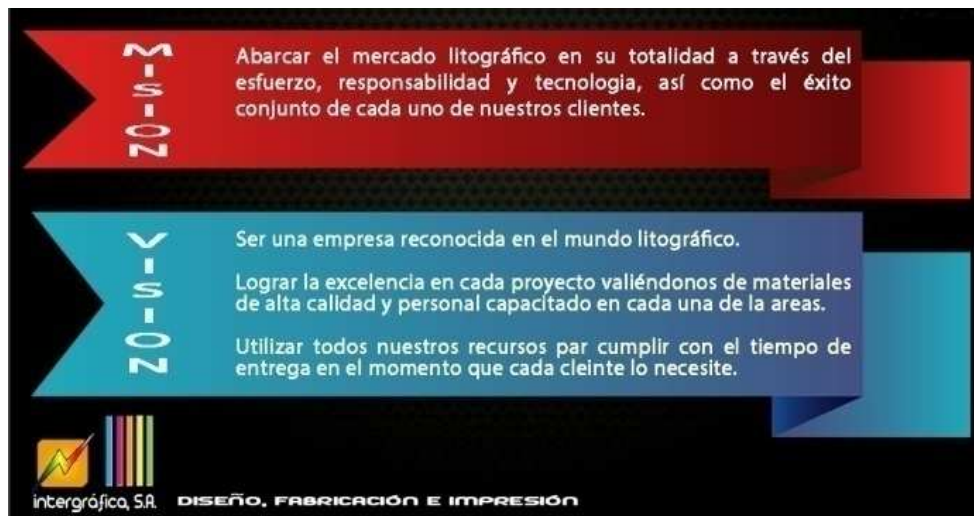 MISION
Abarcar el mercado litográfico en su totalidad a través del
esfuerzo, responsabilidad y tecnologia, así como el éxito
conjunto de cada uno de nuestros clientes.
VISION
Ser una empresa reconocida en el mundo litográfico.
Lograr la excelencia en cada proyecto valiéndonos de materiales
de alta calidad y personal capacitado en cada una de la areas.
Utilizar todos nuestros recursos par cumplir con el tiempo de
entrega en el momento que cada cleinte lo necesite.
intergráfica, S.A. DISEÑO, FABRICACIÓN E IMPRESIÓN